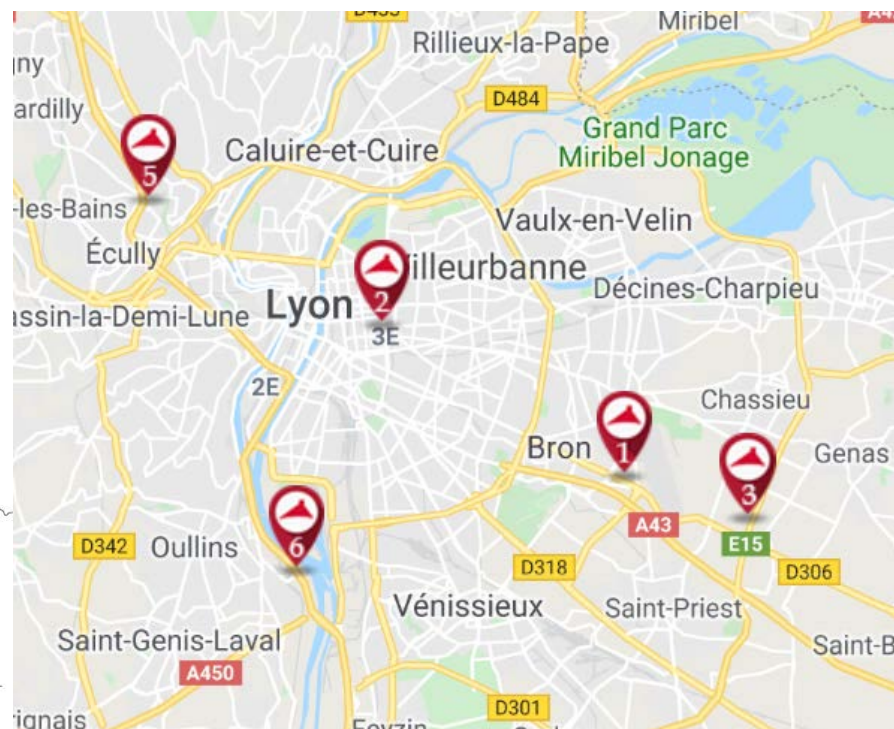 D433
Miribel
Rillieux-la-Pape
ardilly
D484
Grand Parc
Miribel Jonage
Caluire-et-Cuire
5
-les-Bains
Vaulx-en-Velin
Écully
illeurbanne
Décines-Charpieu
2
Lyon
assin-la-Demi-Lune
3E
2E
Chassieu
Bron
1
Genas
3
A43
6
D342
Oullins
E15
D318
D306
Vénissieux
Saint-Priest
Saint-Genis-Laval
Saint-B
A450
D301
rignais
Feyzin